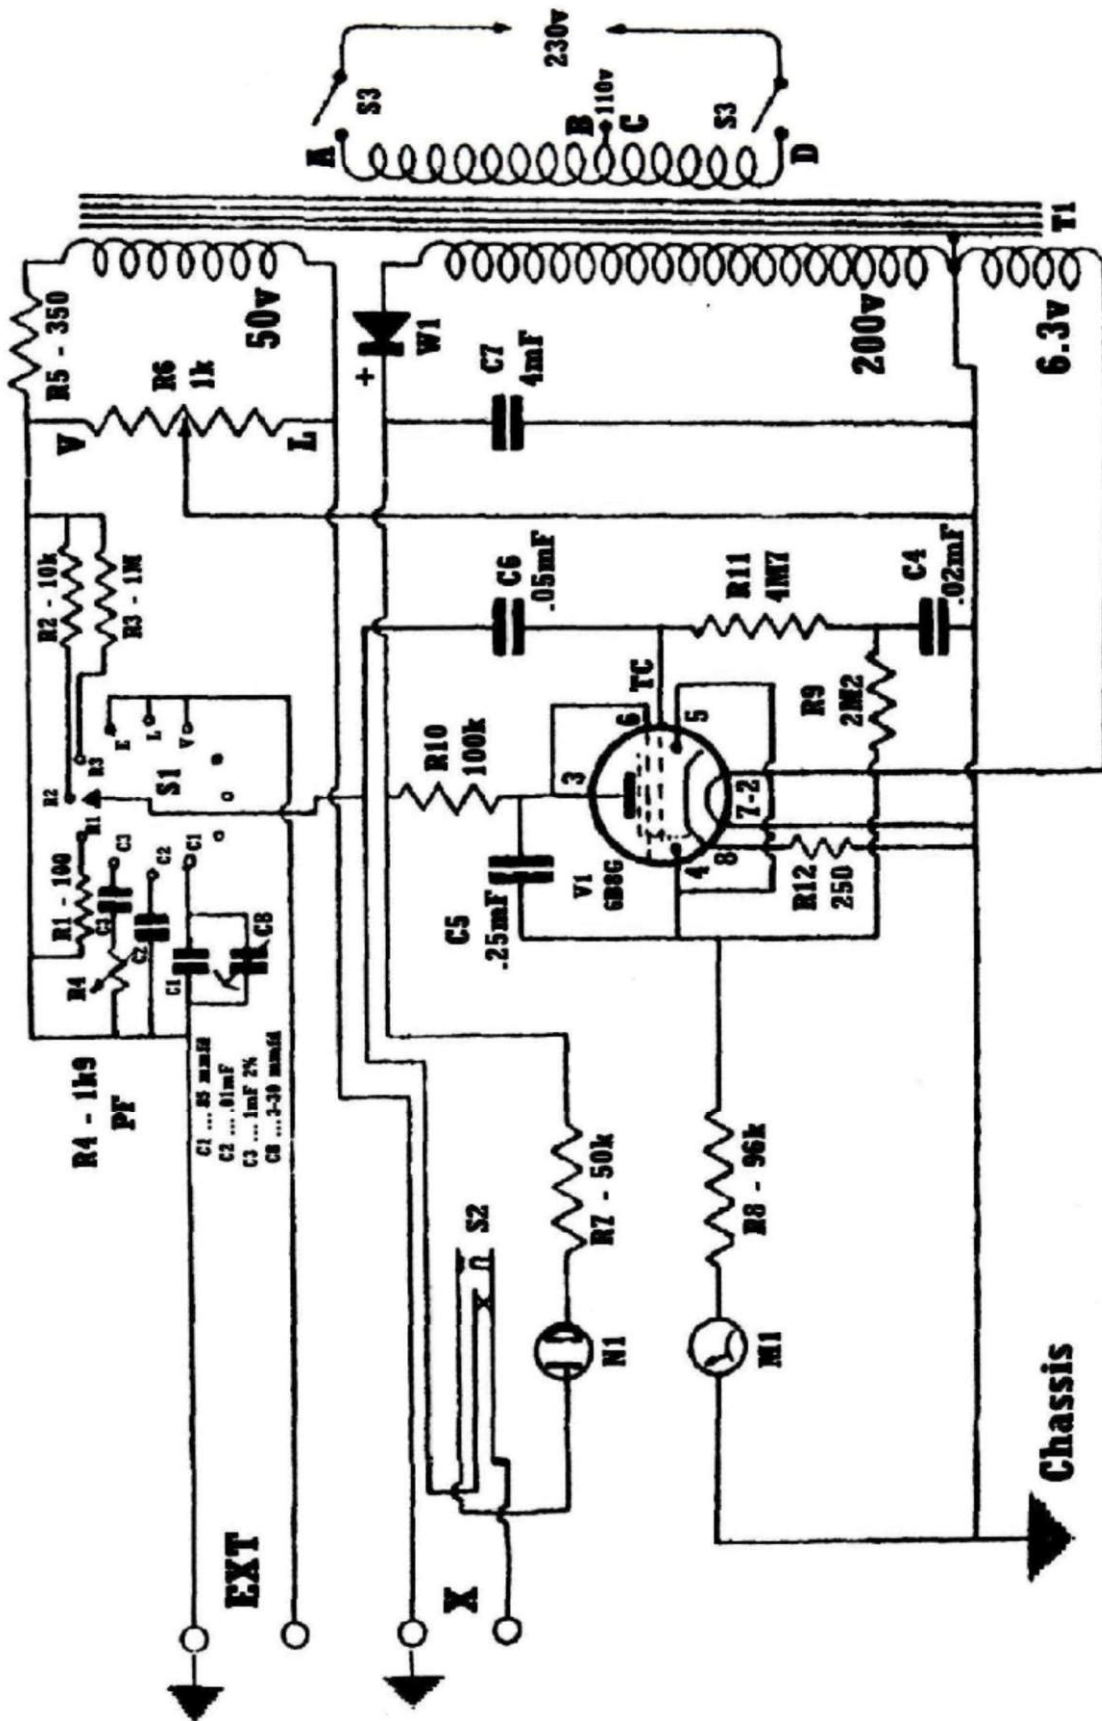 EXT
X
Chassis
R4 - 1k9
PF
C1 ... 85 mmfd
C2 ... .01mF
C3 ... 1mF 2%
C8 ... 3-30 mmfd
R4
R1 - 100
C3
C2
C1
C8
C3
C2
C1
R1
R2
R3
E
L
V
S1
R2 - 10k
R3 - 1M
R5 - 350
V
R6
1k
L
50v
S2
N1
R7 - 50k
M1
R8 - 96k
C5
.25mF
R10
100k
V1
6B8G
3
6
TC
5
4
8
7-2
R12
250
R9
2M2
C6
.05mF
R11
4M7
C4
.02mF
+
W1
C7
4mF
200v
6.3v
T1
A
B
C
D
110v
S3
S3
230v